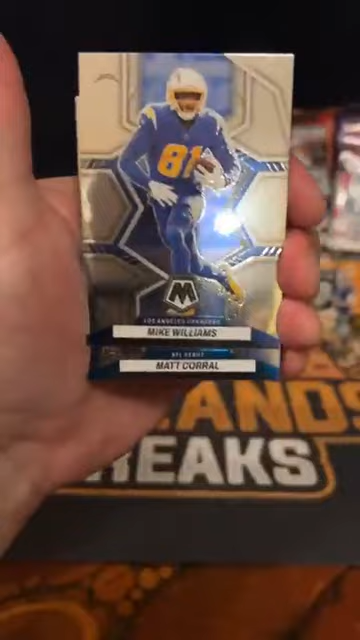 81
M
LOS ANGELES CHARGERS
MIKE WILLIAMS
NFL DEBUT
MATT CORRAL
ANDS
REAKS